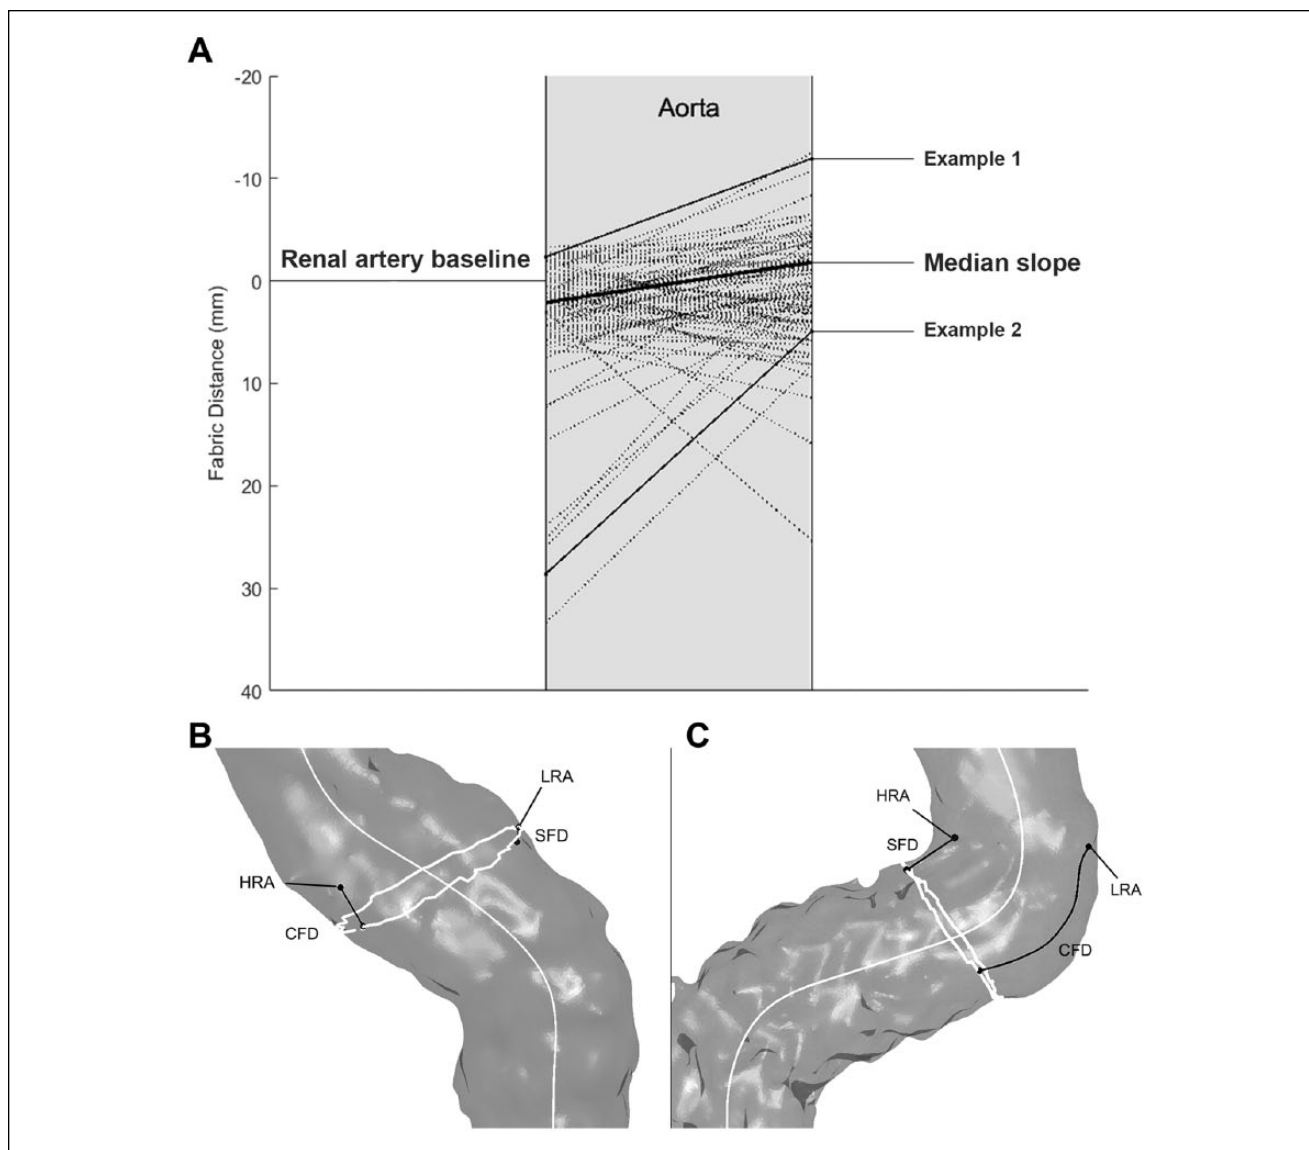 A
-20
Aorta
Example 1
-10
Renal artery baseline
Median slope
0
Example 2
10
Fabric Distance (mm)
20
30
40
B
C
LRA
SFD
HRA
CFD
HRA
SFD
LRA
CFD